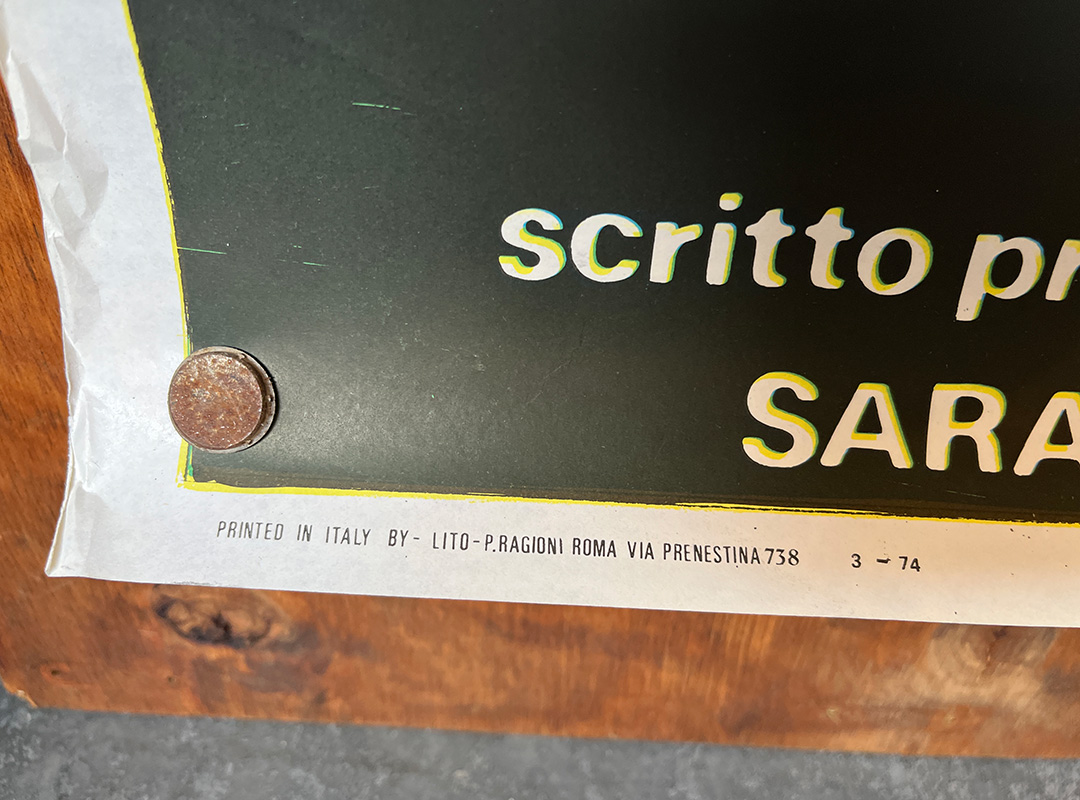 scritto pr
SARA
PRINTED IN ITALY BY- LITO-P.RAGIONI ROMA VIA PRENESTINA 738 3 - 74